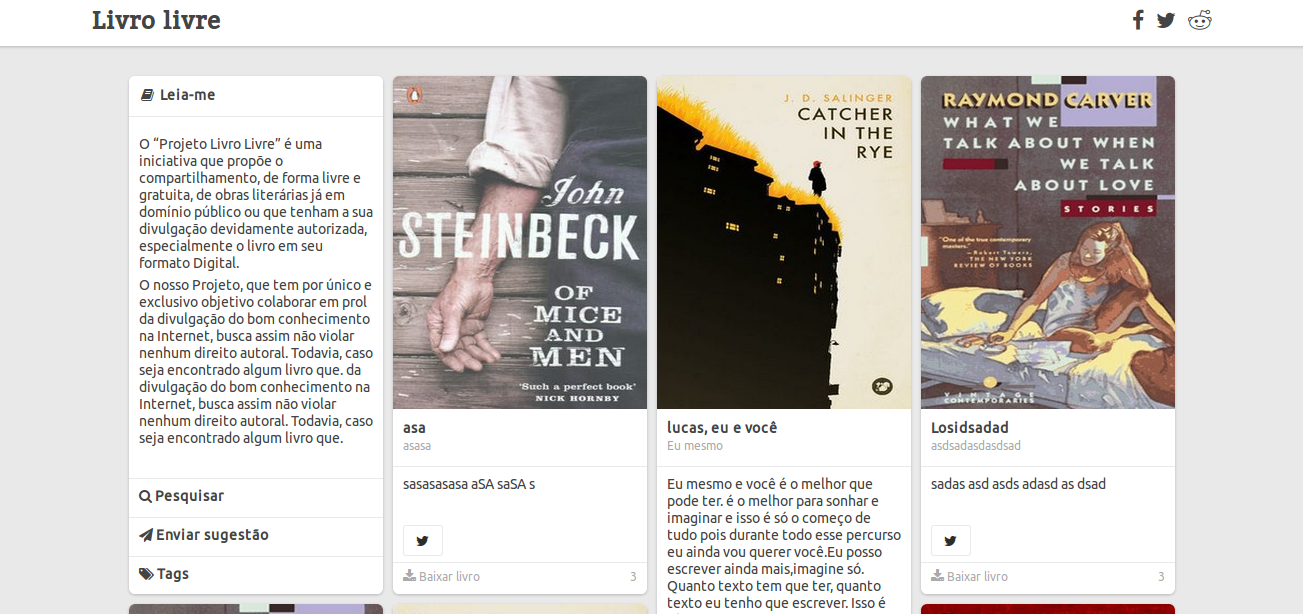 Livro livre
Leia-me
O “Projeto Livro Livre” é uma
iniciativa que propõe o
compartilhamento, de forma livre e
gratuita, de obras literárias já em
domínio público ou que tenham a sua
divulgação devidamente autorizada,
especialmente o livro em seu
formato Digital.
O nosso Projeto, que tem por único e
exclusivo objetivo colaborar em prol
da divulgação do bom conhecimento
na Internet, busca assim não violar
nenhum direito autoral. Todavia, caso
seja encontrado algum livro que. da
divulgação do bom conhecimento na
Internet, busca assim não violar
nenhum direito autoral. Todavia, caso
seja encontrado algum livro que.
Pesquisar
Enviar sugestão
Tags
John
STEINBECK
OF
MICE
AND
MEN
‘Such a perfect book’
NICK HORNBY
asa
asasa
sasasasasa aSA saSA s
Baixar livro 3
J. D. SALINGER
CATCHER
IN THE
RYE
lucas, eu e você
Eu mesmo
Eu mesmo e você é o melhor que
pode ter. é o melhor para sonhar e
imaginar e isso é só o começo de
tudo pois durante todo esse percurso
eu ainda vou querer você.Eu posso
escrever ainda mais,imagine só.
Quanto texto tem que ter, quanto
texto eu tenho que escrever. Isso é
RAYMOND CARVER
WHAT WE
TALK ABOUT WHEN
WE TALK
ABOUT LOVE
STORIES
“One of the true contemporary
masters.”
—Robert Towers,
THE NEW YORK
REVIEW OF BOOKS
VINTAGE
CONTEMPORARIES
Losidsadad
asdsadasdasdsad
sadas asd asds adasd as dsad
Baixar livro 3